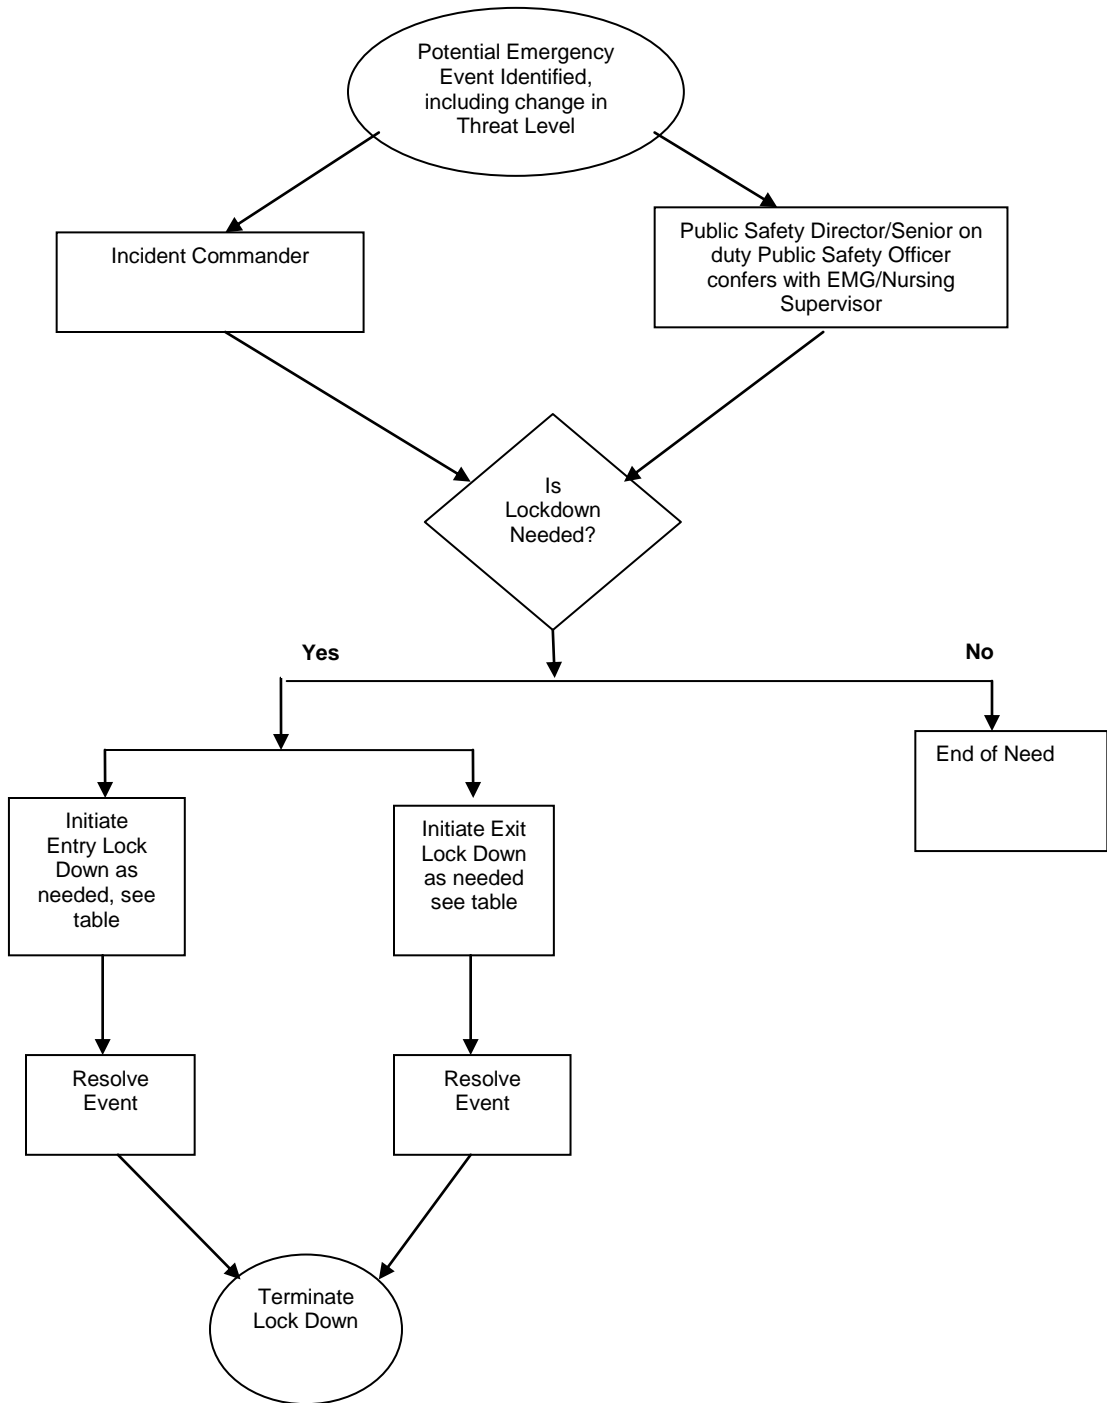 Potential Emergency
Event Identified,
including change in
Threat Level
Incident Commander
Public Safety Director/Senior on
duty Public Safety Officer
confers with EMG/Nursing
Supervisor
Is
Lockdown
Needed?
Yes
No
End of Need
Initiate
Entry Lock
Down as
needed, see
table
Initiate Exit
Lock Down
as needed
see table
Resolve
Event
Resolve
Event
Terminate
Lock Down